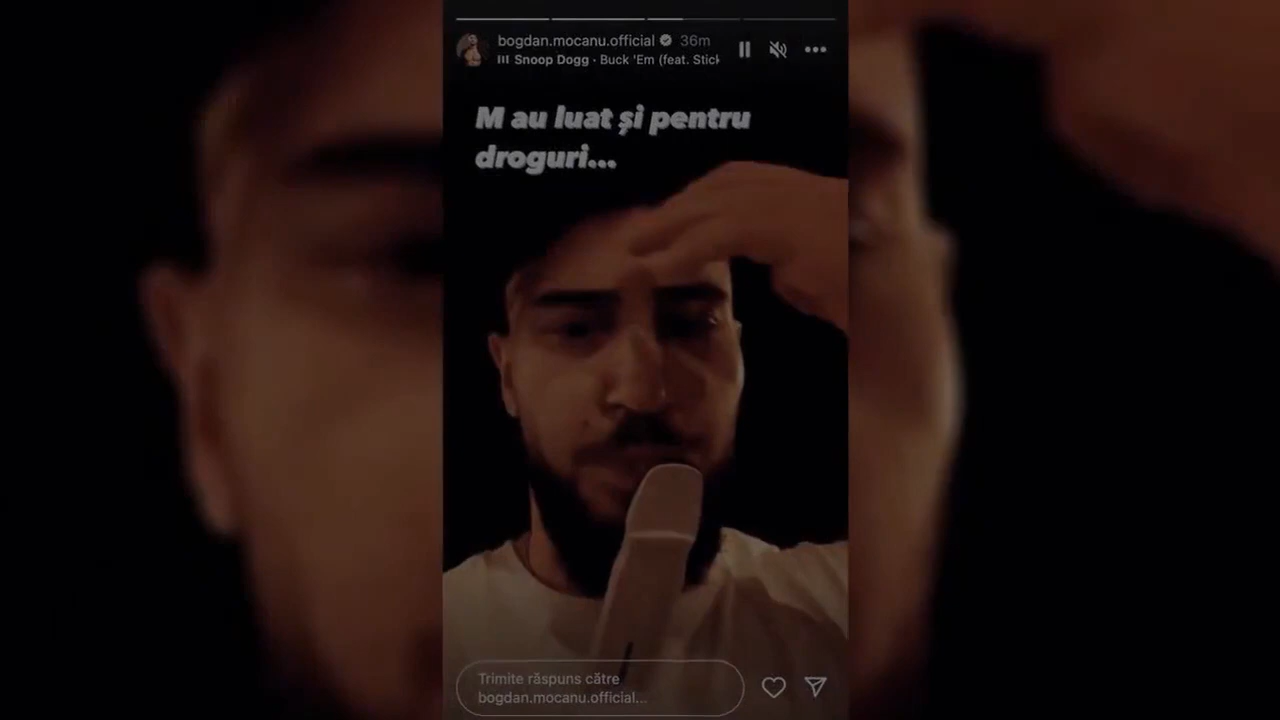 bogdan.mocanu.official 36m
Snoop Dogg · Buck 'Em (feat. Stick
M au luat și pentru
droguri...
Trimite răspuns către
bogdan.mocanu.official...